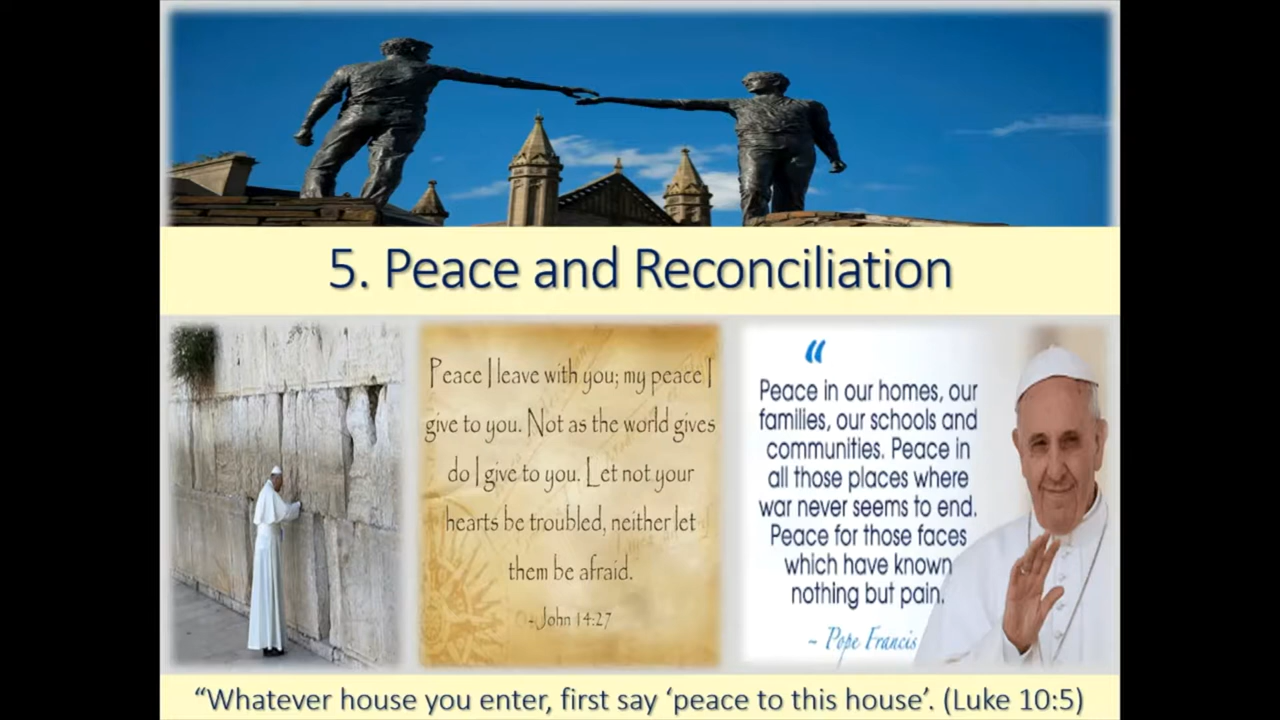 5. Peace and Reconciliation
Peace I leave with you; my peace I
give to you. Not as the world gives
do I give to you. Let not your
hearts be troubled, neither let
them be afraid.
- John 14:27
“
Peace in our homes, our
families, our schools and
communities. Peace in
all those places where
war never seems to end.
Peace for those faces
which have known
nothing but pain.
~ Pope Francis
“Whatever house you enter, first say ‘peace to this house’. (Luke 10:5)